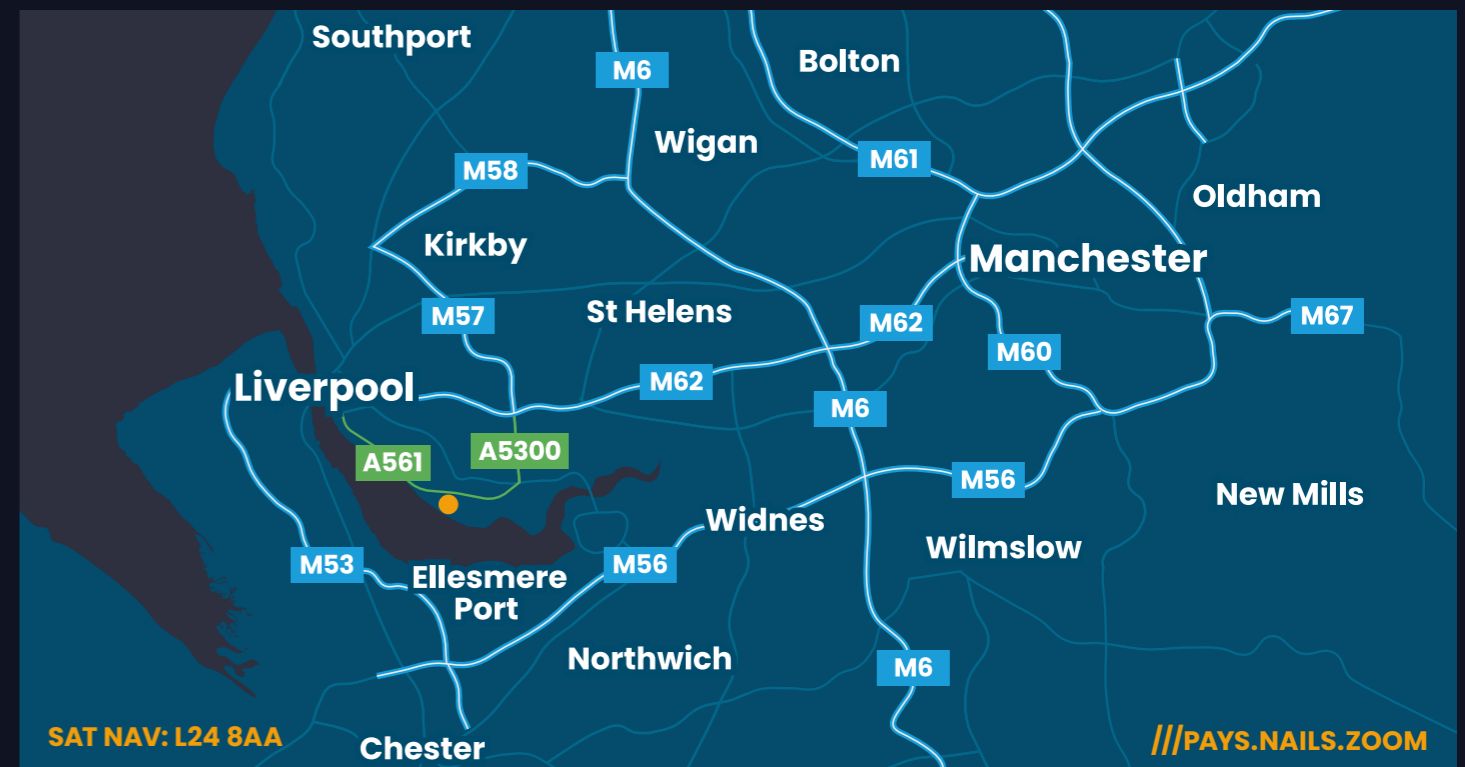 Southport
M6
Bolton
Wigan
M61
M58
Oldham
Kirkby
Manchester
M57
St Helens
M62
M67
M60
Liverpool
M62
M6
A561
A5300
M56
New Mills
Widnes
Wilmslow
M53
Ellesmere
Port
M56
Northwich
M6
SAT NAV: L24 8AA
Chester
///PAYS.NAILS.ZOOM